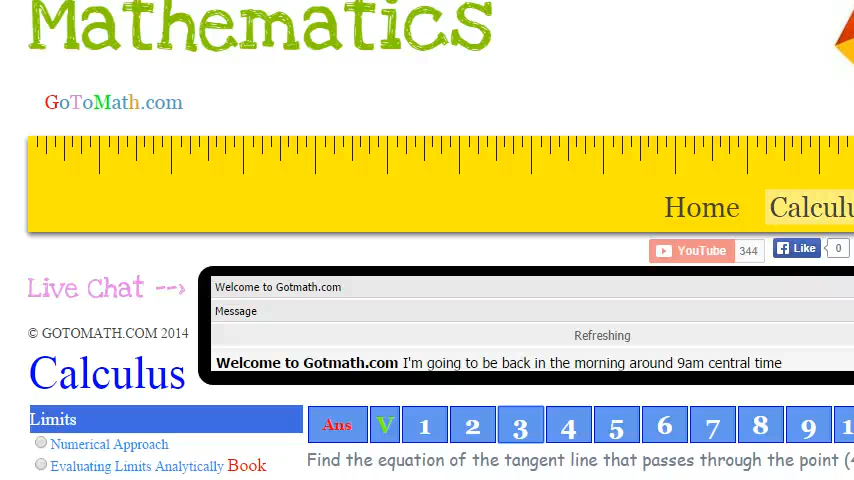 Mathematics
GoToMath.com
Home Calculu
YouTube 344 Like 0
Live Chat -->
Welcome to Gotmath.com
Message
Refreshing
Welcome to Gotmath.com I'm going to be back in the morning around 9am central time
© GOTOMATH.COM 2014
Calculus
Limits
Ans V 1 2 3 4 5 6 7 8 9 1
Numerical Approach
Evaluating Limits Analytically Book
Find the equation of the tangent line that passes through the point (4